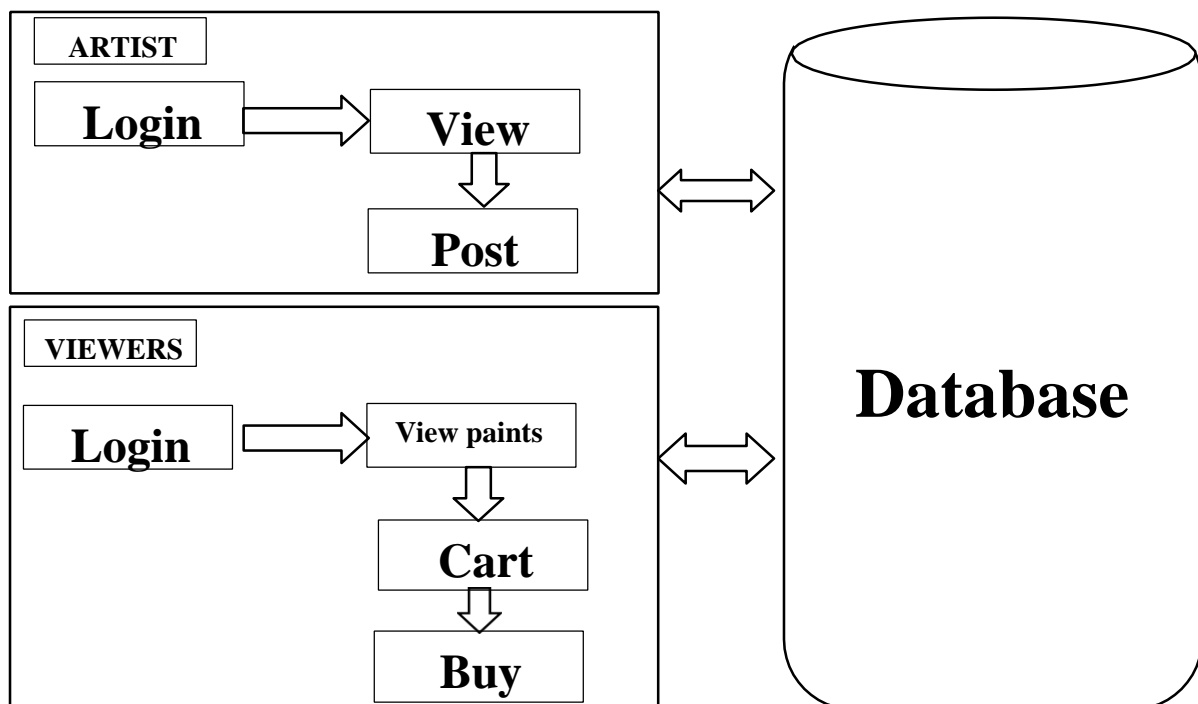 ARTIST
Login
View
Post
VIEWERS
Login
View paints
Cart
Buy
Database